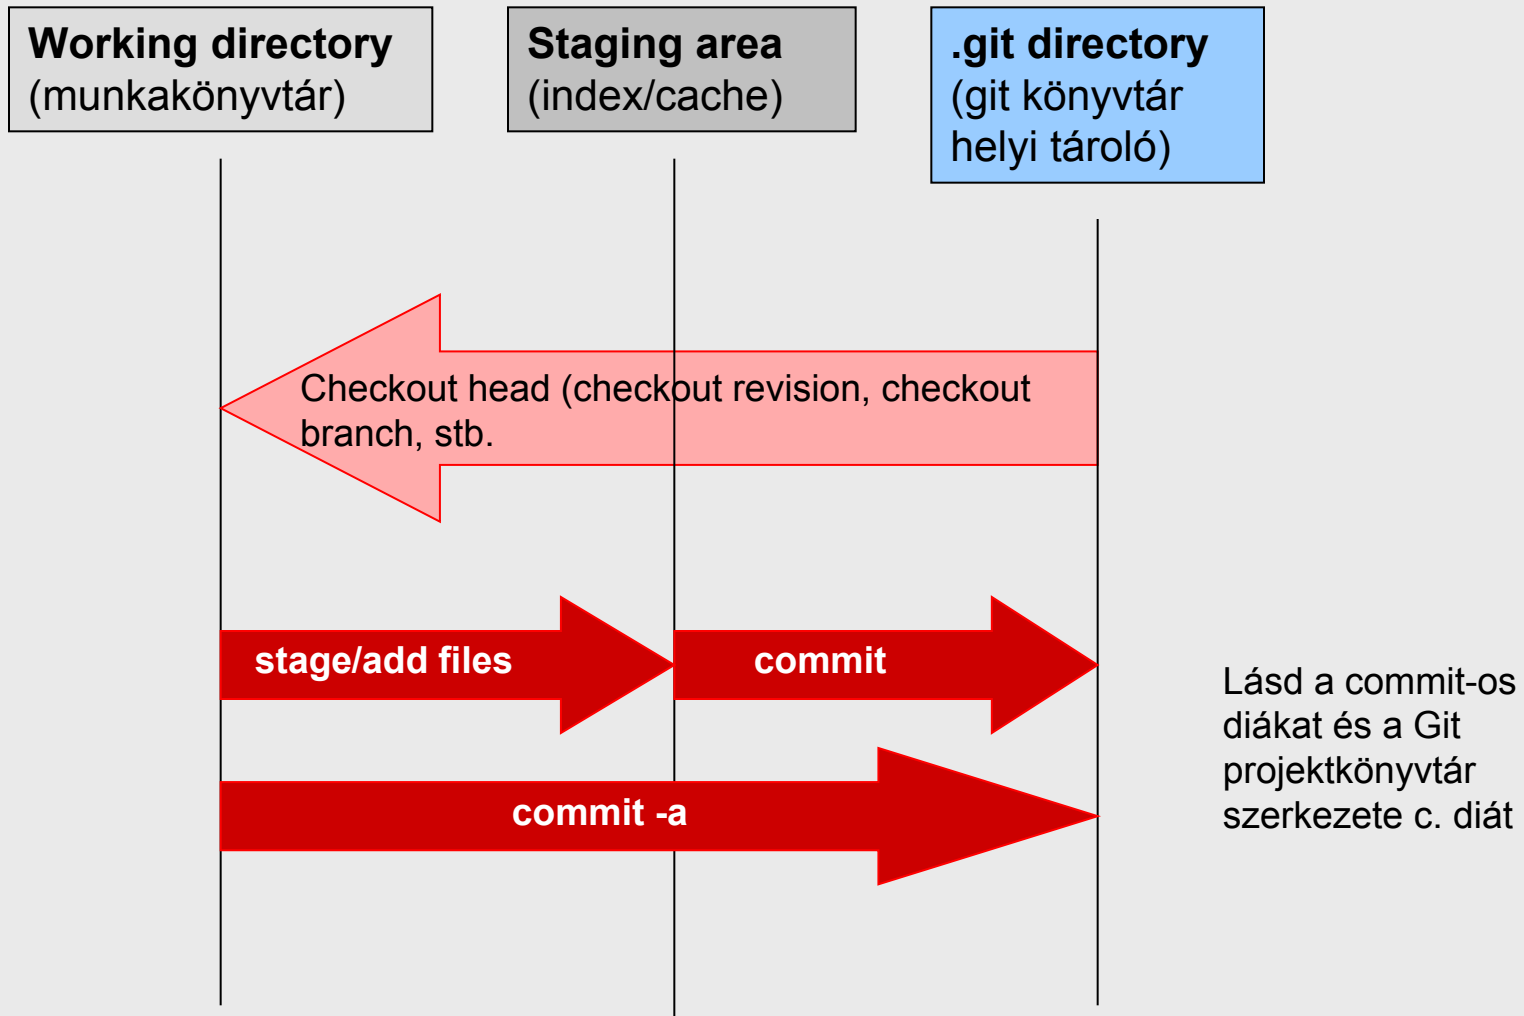 Working directory
(munkakönyvtár)
Staging area
(index/cache)
.git directory
(git könyvtár
helyi tároló)
Checkout head (checkout revision, checkout
branch, stb.
stage/add files
commit
commit -a
Lásd a commit-os
diákat és a Git
projektkönyvtár
szerkezete c. diát